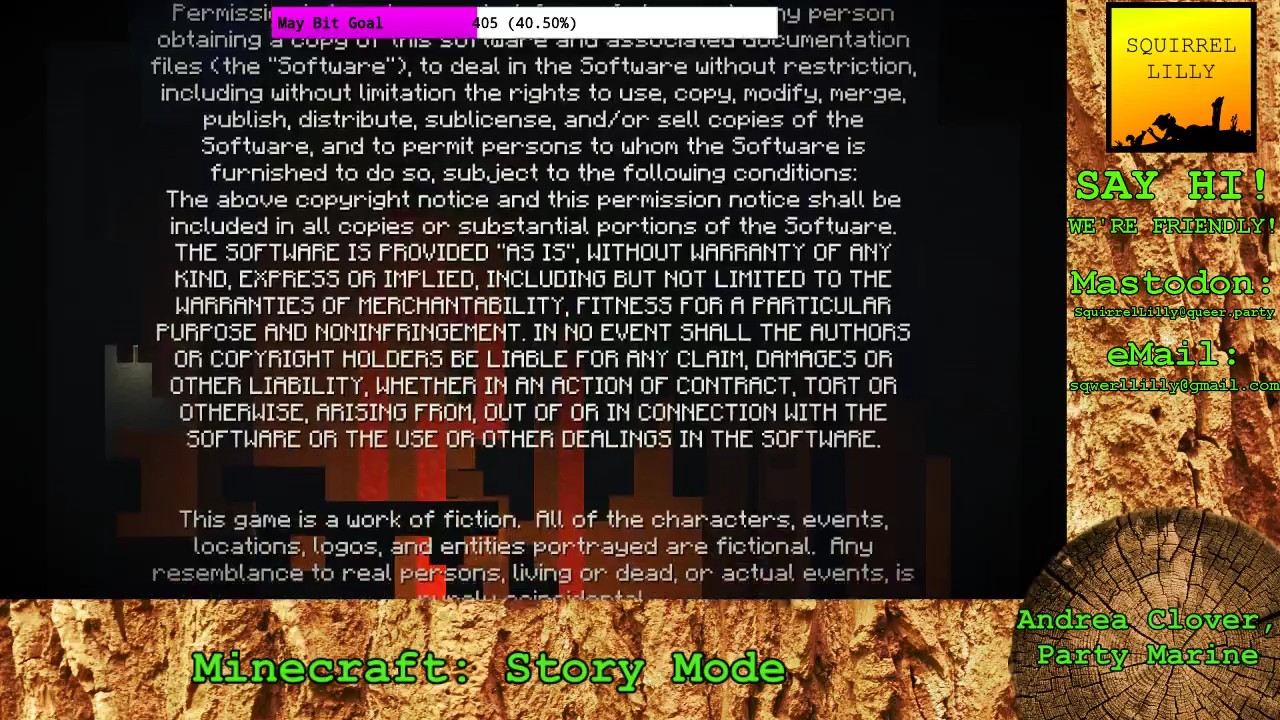 May Bit Goal 405 (40.50%)
Permission
any person
obtaining a copy of this software and associated documentation
files (the "Software"), to deal in the Software without restriction,
including without limitation the rights to use, copy, modify, merge,
publish, distribute, sublicense, and/or sell copies of the
Software, and to permit persons to whom the Software is
furnished to do so, subject to the following conditions:
The above copyright notice and this permission notice shall be
included in all copies or substantial portions of the Software.
THE SOFTWARE IS PROVIDED "AS IS", WITHOUT WARRANTY OF ANY
KIND, EXPRESS OR IMPLIED, INCLUDING BUT NOT LIMITED TO THE
WARRANTIES OF MERCHANTABILITY, FITNESS FOR A PARTICULAR
PURPOSE AND NONINFRINGEMENT. IN NO EVENT SHALL THE AUTHORS
OR COPYRIGHT HOLDERS BE LIABLE FOR ANY CLAIM, DAMAGES OR
OTHER LIABILITY, WHETHER IN AN ACTION OF CONTRACT, TORT OR
OTHERWISE, ARISING FROM, OUT OF OR IN CONNECTION WITH THE
SOFTWARE OR THE USE OR OTHER DEALINGS IN THE SOFTWARE.
This game is a work of fiction. All of the characters, events,
locations, logos, and entities portrayed are fictional. Any
resemblance to real persons, living or dead, or actual events, is
purely coincidental.
SQUIRREL
LILLY
SAY HI!
WE'RE FRIENDLY!
Mastodon:
SquirrelLilly@queer.party
eMail:
sqwerllilly@gmail.com
Andrea Clover,
Party Marine
Minecraft: Story Mode